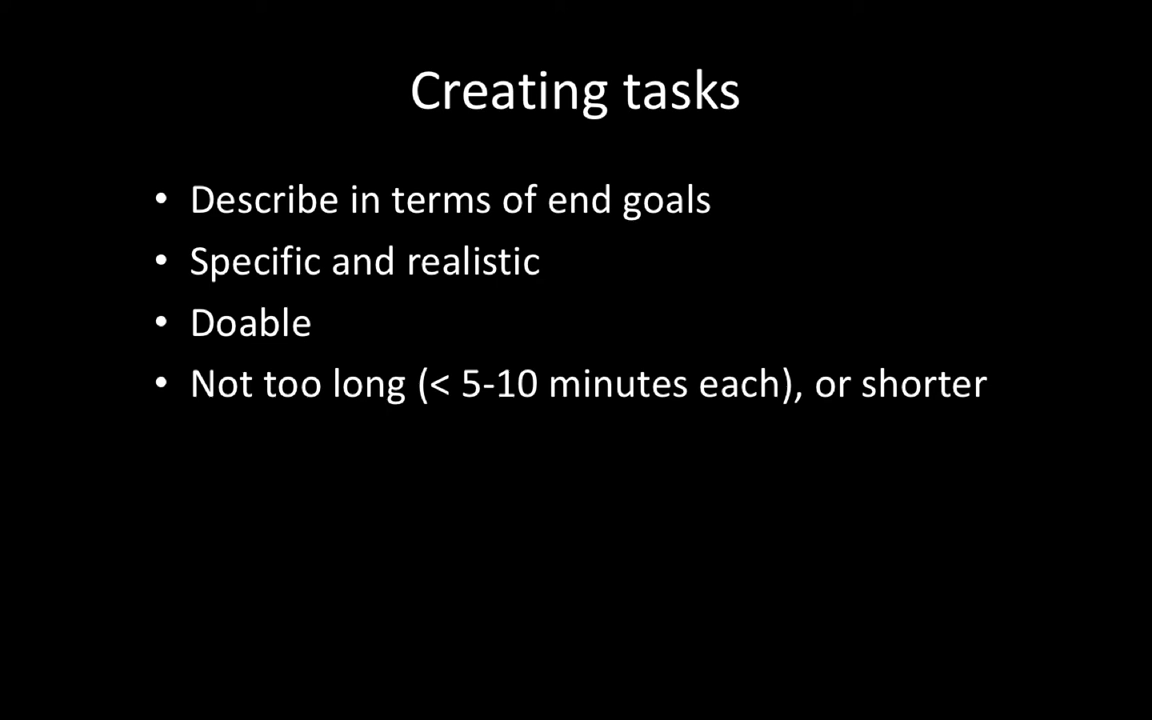 Creating tasks
• Describe in terms of end goals
• Specific and realistic
• Doable
• Not too long (< 5-10 minutes each), or shorter